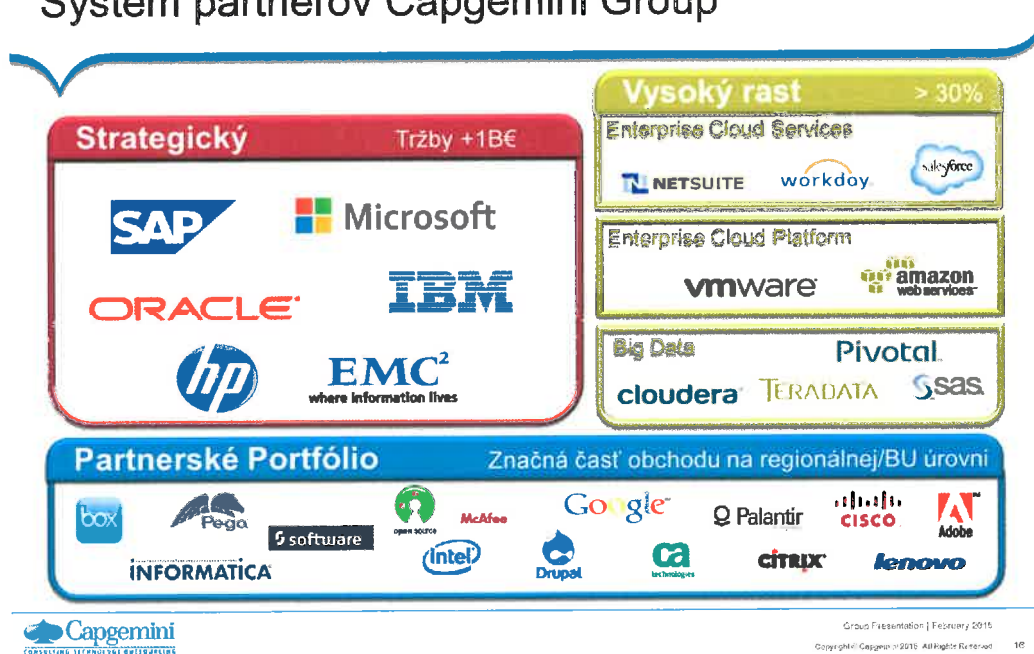 Systém partnerov Capgemini Group
Strategický Tržby +1B€
SAP Microsoft
ORACLE IBM
hp EMC²
where information lives
Vysoký rast > 30%
Enterprise Cloud Services
NETSUITE workday salesforce
Enterprise Cloud Platform
vmware amazon
webservices
Big Data Pivotal
cloudera TERADATA sas
Partnerské Portfólio Značná časť obchodu na regionálnej/BU úrovni
box Pega software open source McAfee Google Palantir CISCO Adobe
INFORMATICA intel Drupal ca technologies CITRIX lenovo
Capgemini
CONSULTING.TECHNOLOGY.OUTSOURCING
Group Presentation | February 2015
Copyright © Capgemini 2015. All Rights Reserved 16